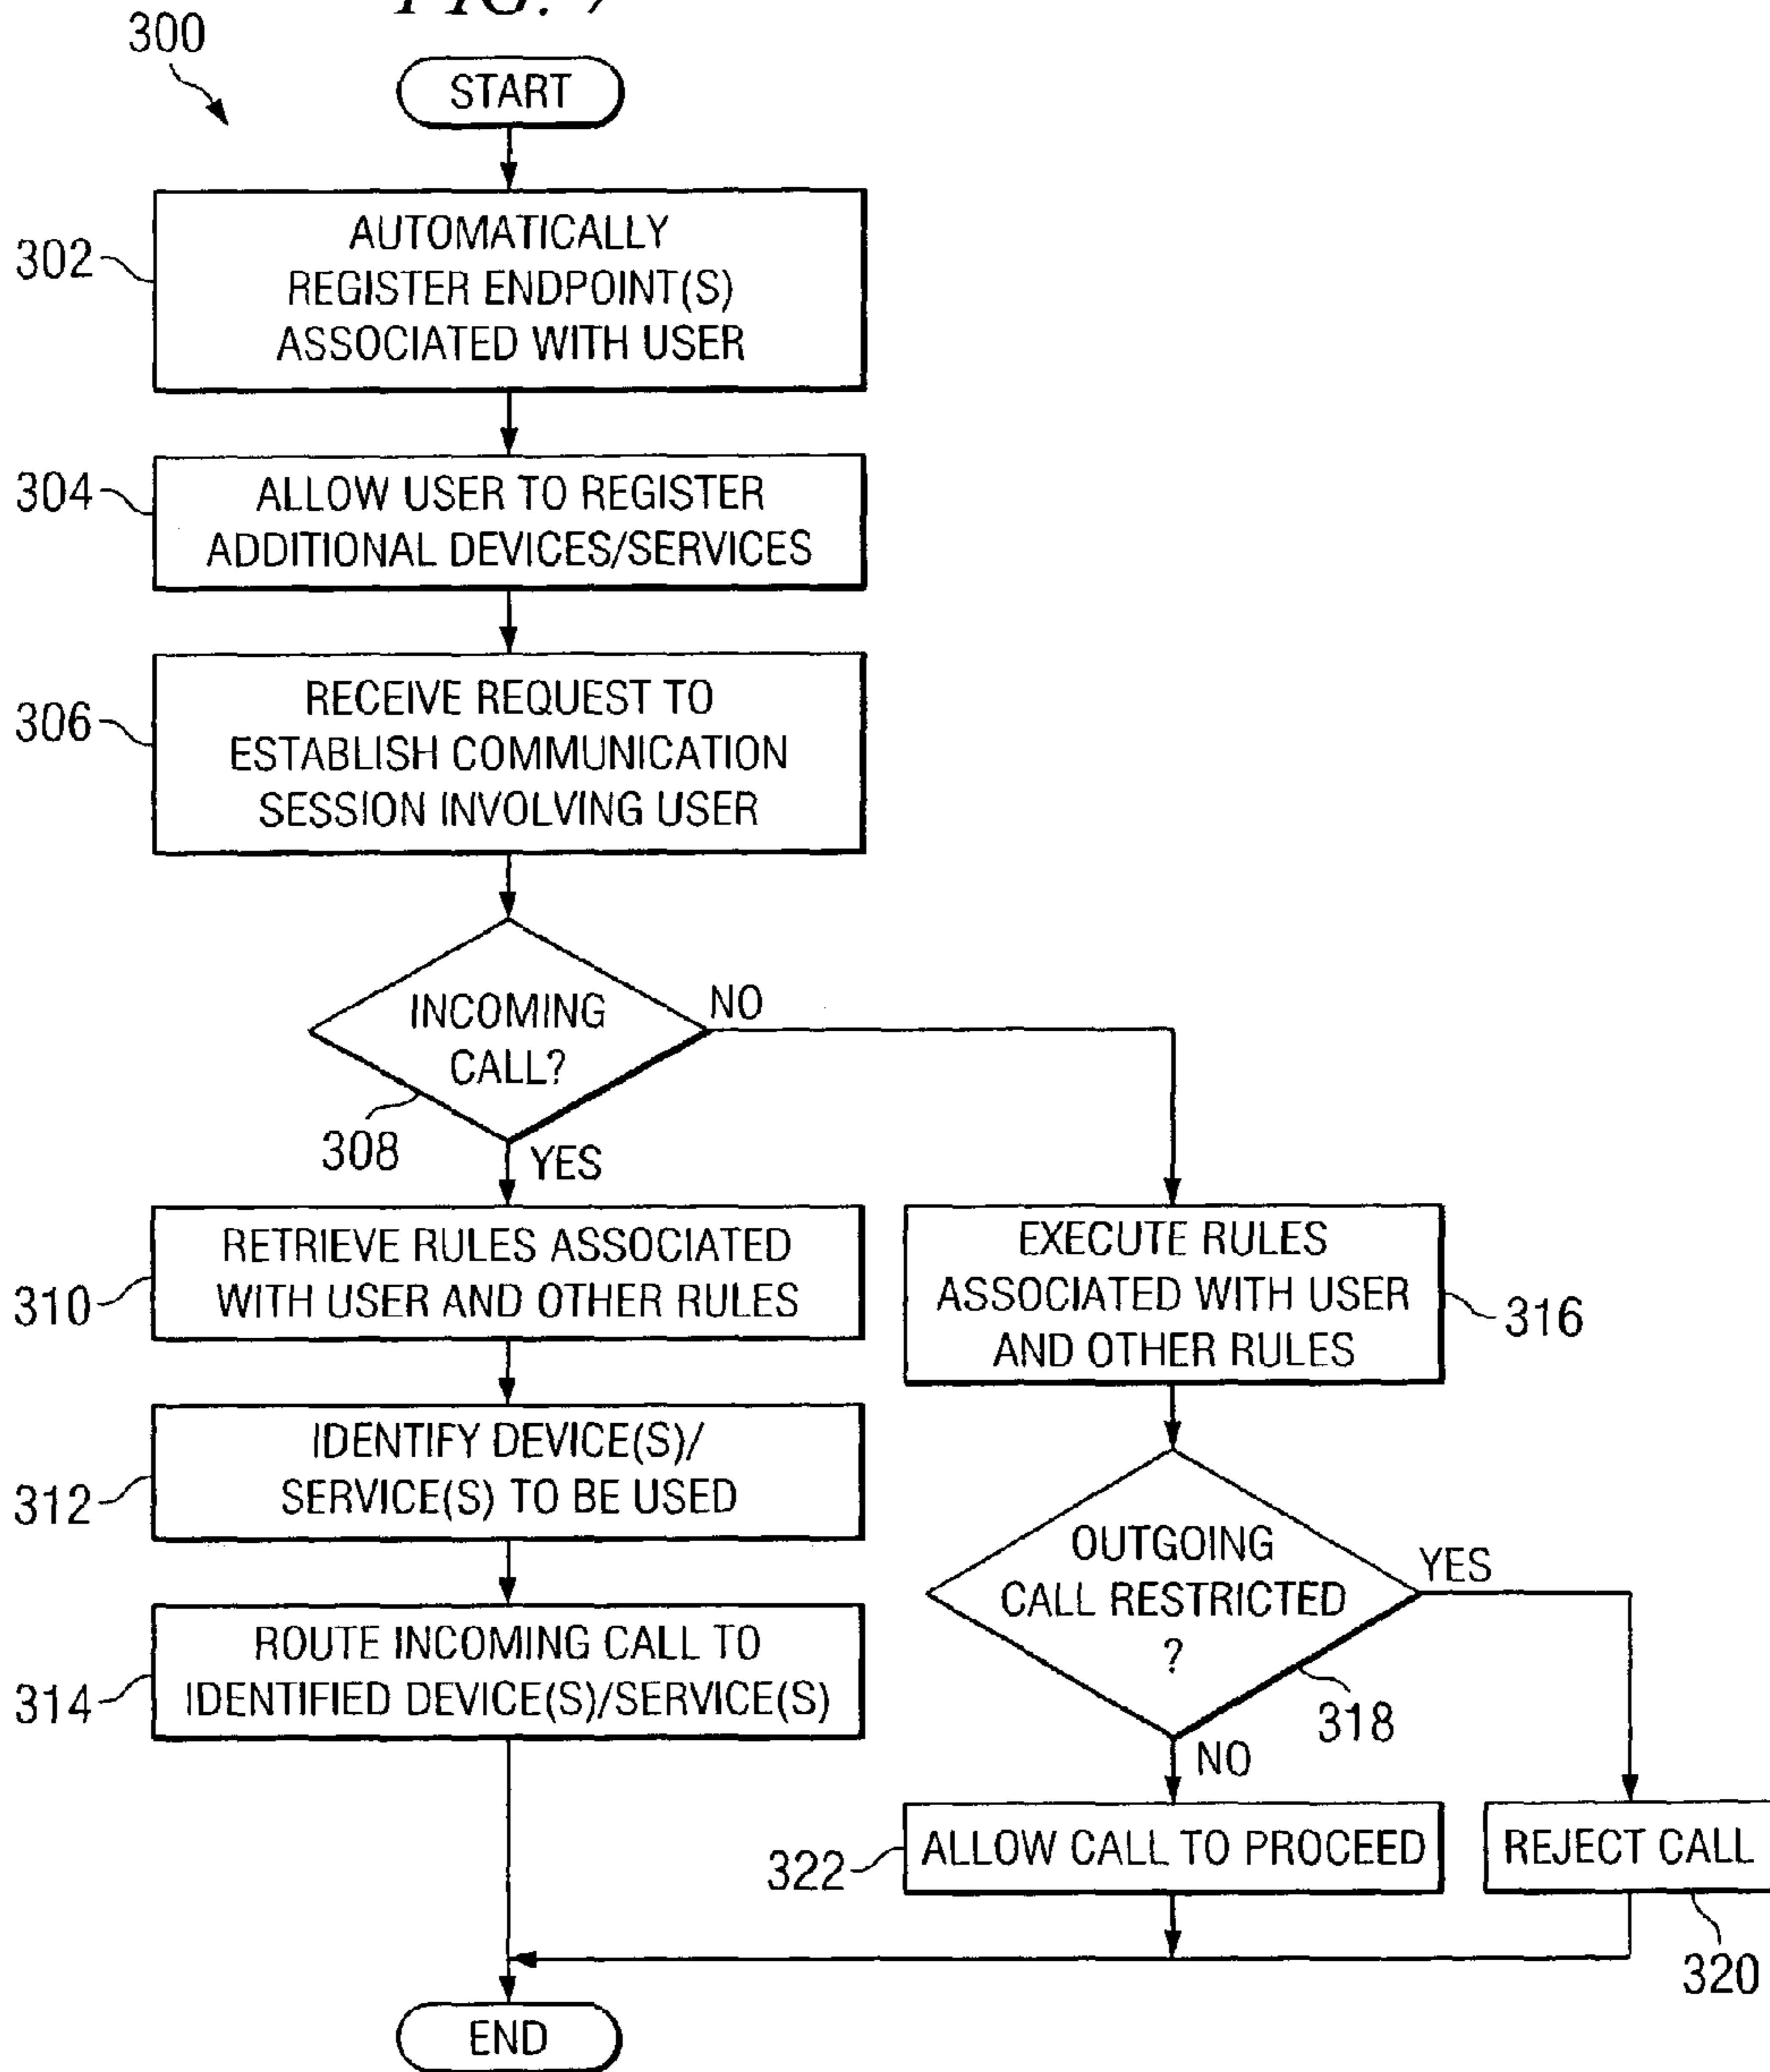 FIG. 7
300
START
302
AUTOMATICALLY
REGISTER ENDPOINT(S)
ASSOCIATED WITH USER
304
ALLOW USER TO REGISTER
ADDITIONAL DEVICES/SERVICES
306
RECEIVE REQUEST TO
ESTABLISH COMMUNICATION
SESSION INVOLVING USER
INCOMING
CALL?
NO
308
YES
310
RETRIEVE RULES ASSOCIATED
WITH USER AND OTHER RULES
312
IDENTIFY DEVICE(S)/
SERVICE(S) TO BE USED
314
ROUTE INCOMING CALL TO
IDENTIFIED DEVICE(S)/SERVICE(S)
EXECUTE RULES
ASSOCIATED WITH USER
AND OTHER RULES
316
OUTGOING
CALL RESTRICTED
?
YES
318
NO
322
ALLOW CALL TO PROCEED
REJECT CALL
320
END